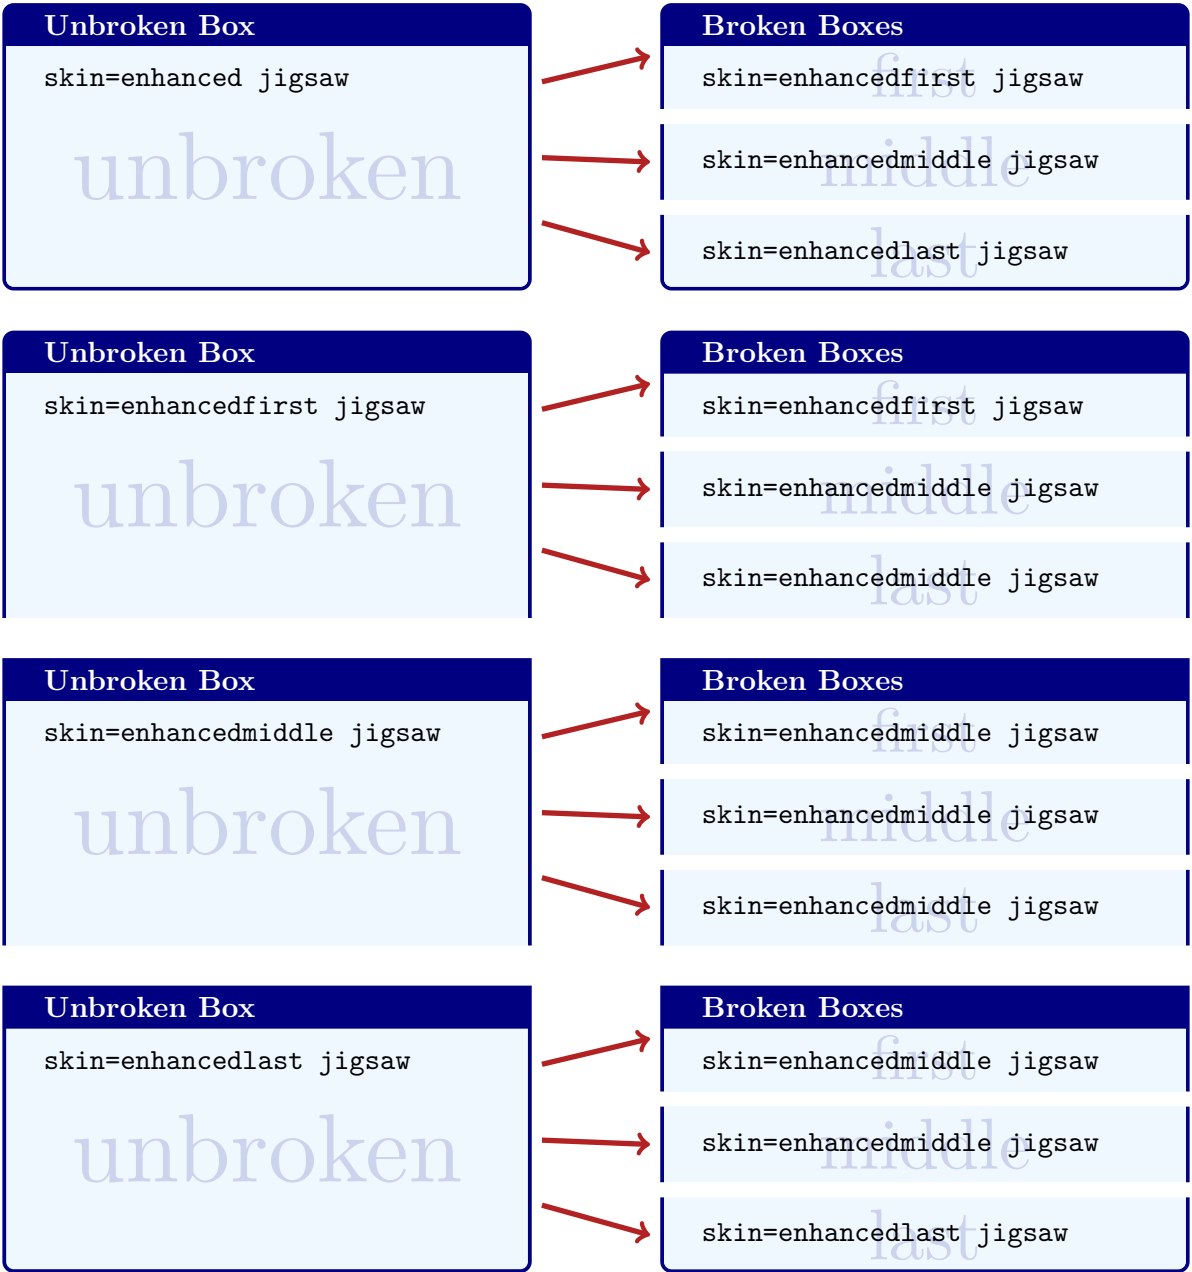 Unbroken Box
skin=enhanced jigsaw
unbroken
Broken Boxes
first
skin=enhancedfirst jigsaw
middle
skin=enhancedmiddle jigsaw
last
skin=enhancedlast jigsaw
Unbroken Box
skin=enhancedfirst jigsaw
unbroken
Broken Boxes
first
skin=enhancedfirst jigsaw
middle
skin=enhancedmiddle jigsaw
last
skin=enhancedmiddle jigsaw
Unbroken Box
skin=enhancedmiddle jigsaw
unbroken
Broken Boxes
first
skin=enhancedmiddle jigsaw
middle
skin=enhancedmiddle jigsaw
last
skin=enhancedmiddle jigsaw
Unbroken Box
skin=enhancedlast jigsaw
unbroken
Broken Boxes
first
skin=enhancedmiddle jigsaw
middle
skin=enhancedmiddle jigsaw
last
skin=enhancedlast jigsaw